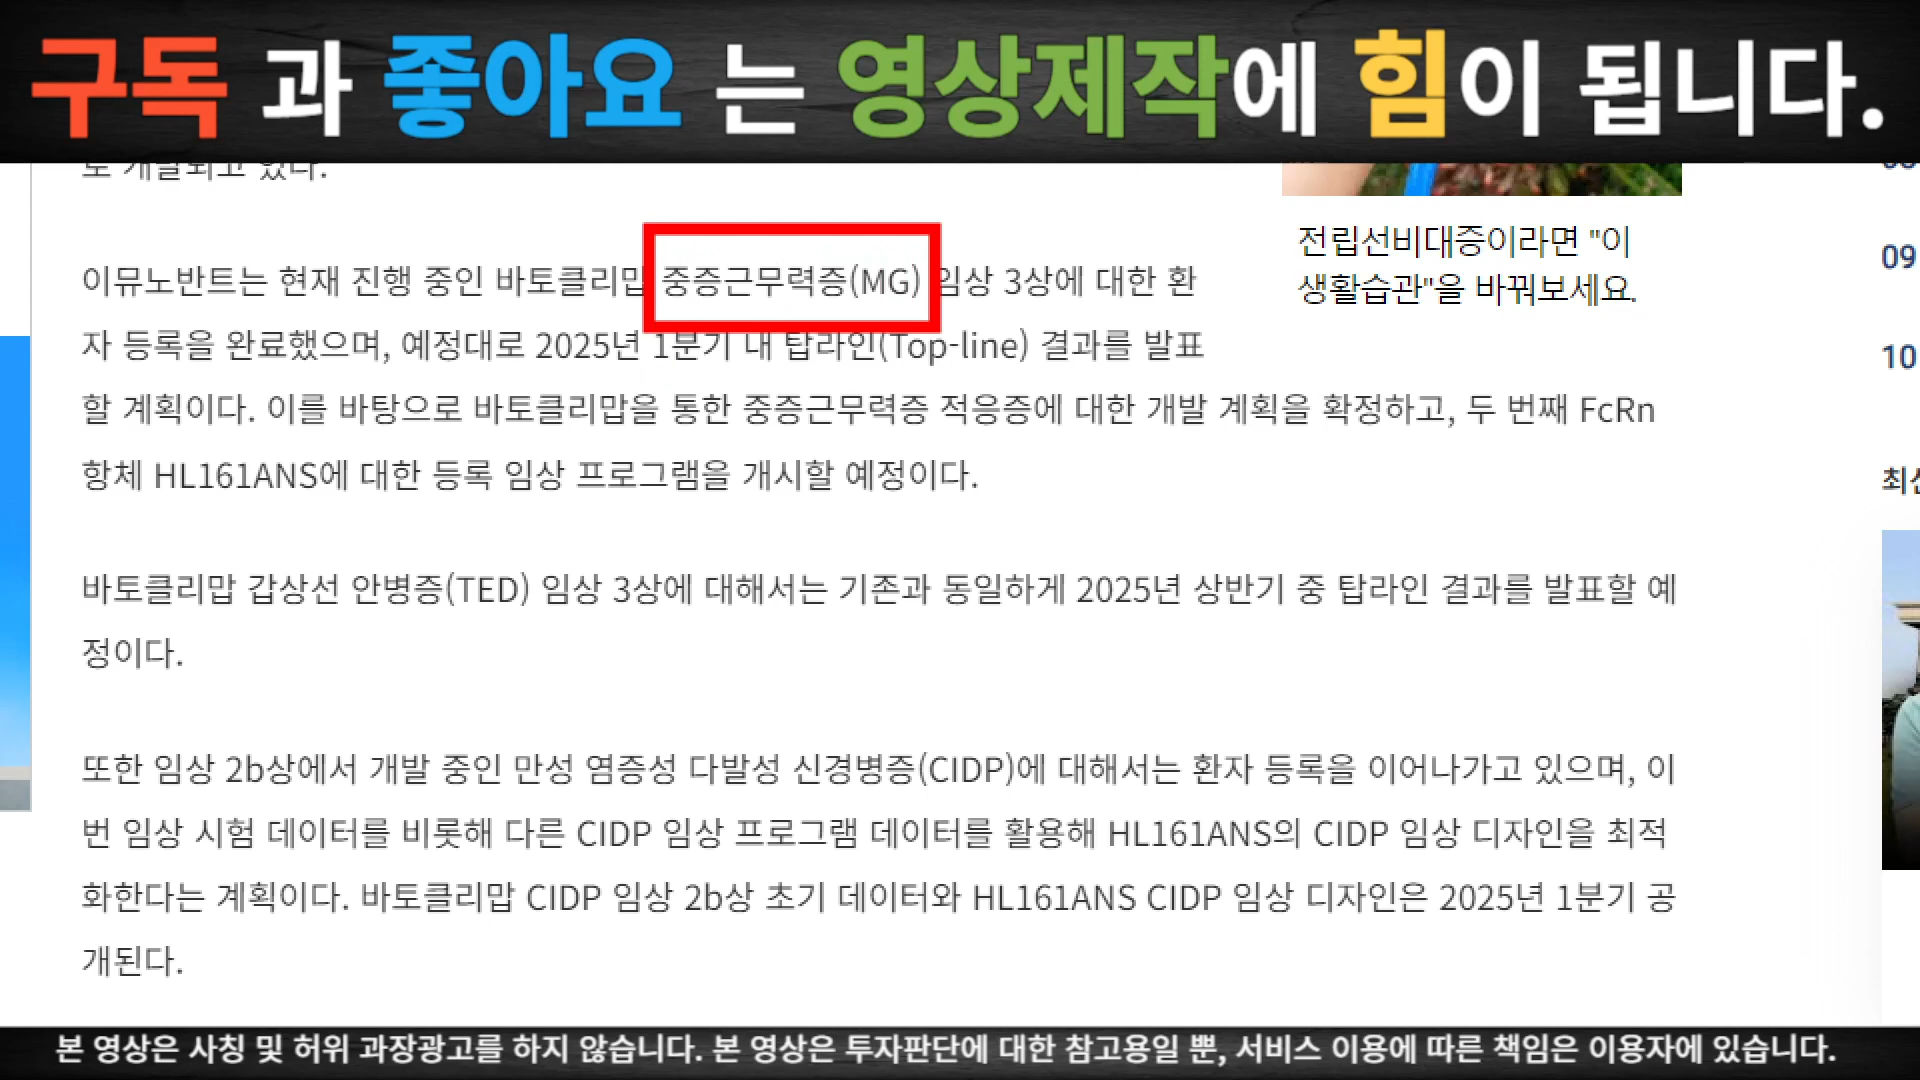 구독 과 좋아요 는 영상제작에 힘이 됩니다.
로 개발되고 있다.
이뮤노반트는 현재 진행 중인 바토클리맙 중증근무력증(MG) 임상 3상에 대한 환
자 등록을 완료했으며, 예정대로 2025년 1분기 내 탑라인(Top-line) 결과를 발표
할 계획이다. 이를 바탕으로 바토클리맙을 통한 중증근무력증 적응증에 대한 개발 계획을 확정하고, 두 번째 FcRn
항체 HL161ANS에 대한 등록 임상 프로그램을 개시할 예정이다.
바토클리맙 갑상선 안병증(TED) 임상 3상에 대해서는 기존과 동일하게 2025년 상반기 중 탑라인 결과를 발표할 예
정이다.
또한 임상 2b상에서 개발 중인 만성 염증성 다발성 신경병증(CIDP)에 대해서는 환자 등록을 이어나가고 있으며, 이
번 임상 시험 데이터를 비롯해 다른 CIDP 임상 프로그램 데이터를 활용해 HL161ANS의 CIDP 임상 디자인을 최적
화한다는 계획이다. 바토클리맙 CIDP 임상 2b상 초기 데이터와 HL161ANS CIDP 임상 디자인은 2025년 1분기 공
개된다.
전립선비대증이라면 "이
생활습관"을 바꿔보세요.
09
10
본 영상은 사칭 및 허위 과장광고를 하지 않습니다. 본 영상은 투자판단에 대한 참고용일 뿐, 서비스 이용에 따른 책임은 이용자에 있습니다.